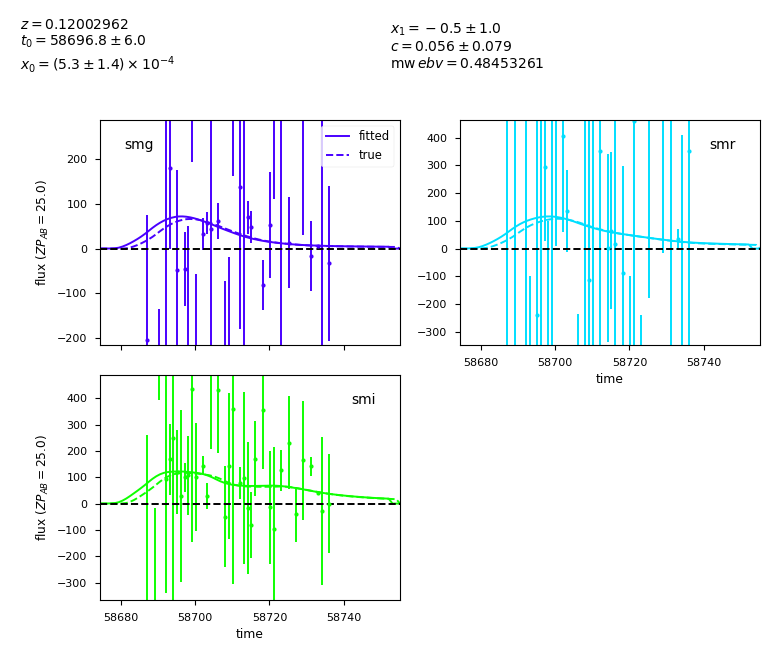 z = 0.12002962
t₀ = 58696.8 ± 6.0
x₀ = (5.3 ± 1.4) × 10⁻⁴
x₁ = −0.5 ± 1.0
c = 0.056 ± 0.079
mw ebv = 0.48453261
smg
fitted
true
200
100
0
−100
−200
flux (ZP_AB = 25.0)
smr
400
300
200
100
0
−100
−200
−300
58680 58700 58720 58740
time
smi
400
300
200
100
0
−100
−200
−300
flux (ZP_AB = 25.0)
58680 58700 58720 58740
time